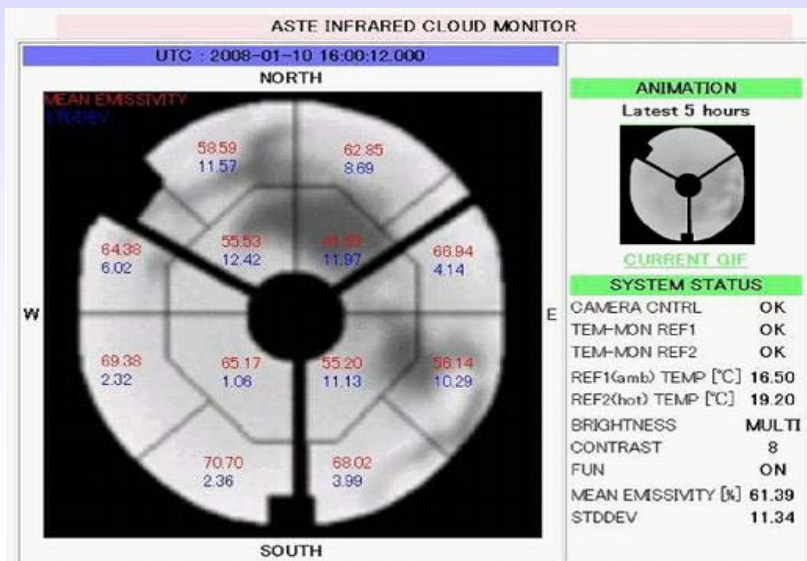 ASTE INFRARED CLOUD MONITOR
UTC : 2008-01-10 16:00:12.000
NORTH
MEAN EMISSIVITY
STDDEV
58.59
11.57
62.85
8.69
64.38
6.02
55.53
12.42
11.97
66.94
4.14
W
E
69.38
2.32
65.17
1.06
55.20
11.13
56.14
10.29
70.70
2.36
68.02
3.99
SOUTH
ANIMATION
Latest 5 hours
CURRENT GIF
SYSTEM STATUS
CAMERA CNTRL OK
TEM-MON REF1 OK
TEM-MON REF2 OK
REF1(amb) TEMP [°C] 16.50
REF2(hot) TEMP [°C] 19.20
BRIGHTNESS MULTI
CONTRAST 8
FUN ON
MEAN EMISSIVITY [%] 61.39
STDDEV 11.34